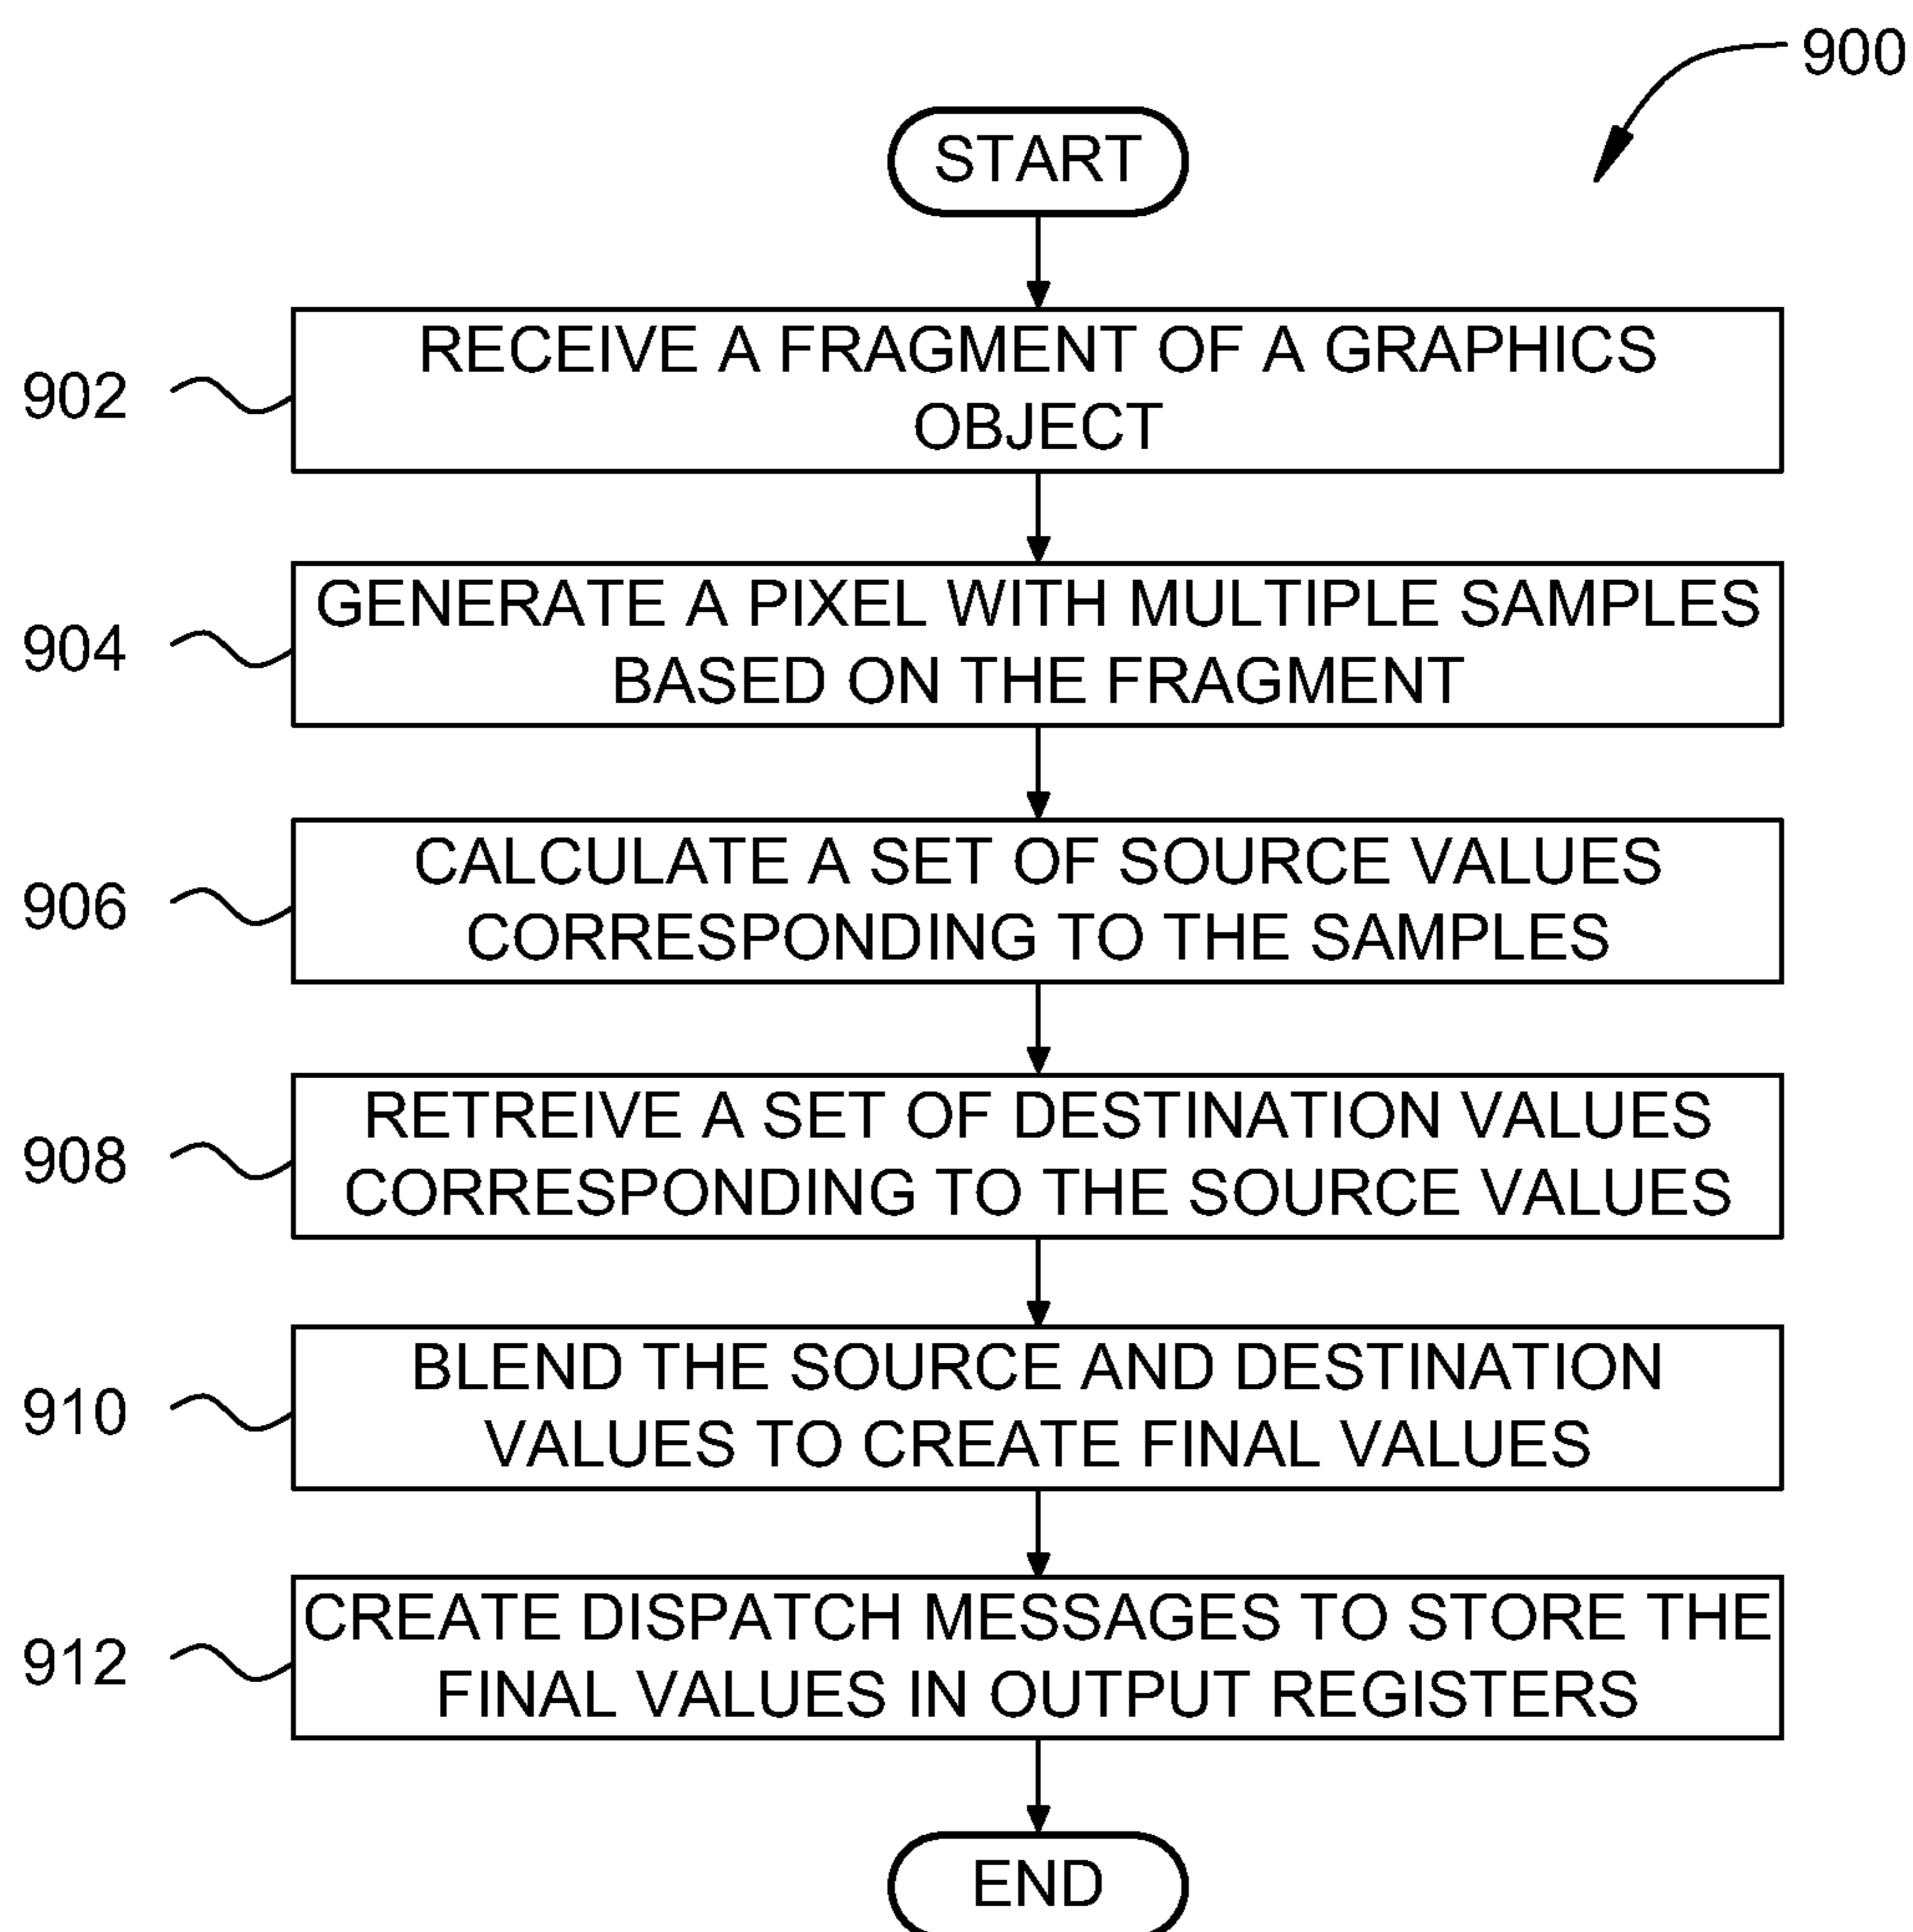 900
START
902
RECEIVE A FRAGMENT OF A GRAPHICS
OBJECT
904
GENERATE A PIXEL WITH MULTIPLE SAMPLES
BASED ON THE FRAGMENT
906
CALCULATE A SET OF SOURCE VALUES
CORRESPONDING TO THE SAMPLES
908
RETREIVE A SET OF DESTINATION VALUES
CORRESPONDING TO THE SOURCE VALUES
910
BLEND THE SOURCE AND DESTINATION
VALUES TO CREATE FINAL VALUES
912
CREATE DISPATCH MESSAGES TO STORE THE
FINAL VALUES IN OUTPUT REGISTERS
END